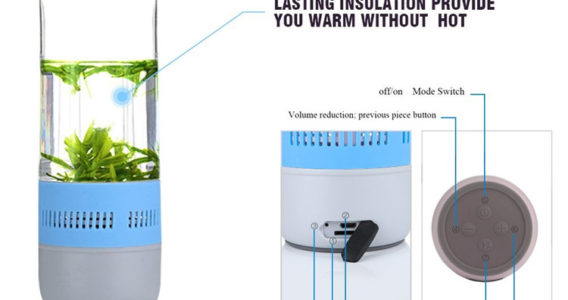 LASTING INSULATION PROVIDE
YOU WARM WITHOUT HOT
off/on Mode Switch
Volume reduction: previous piece button